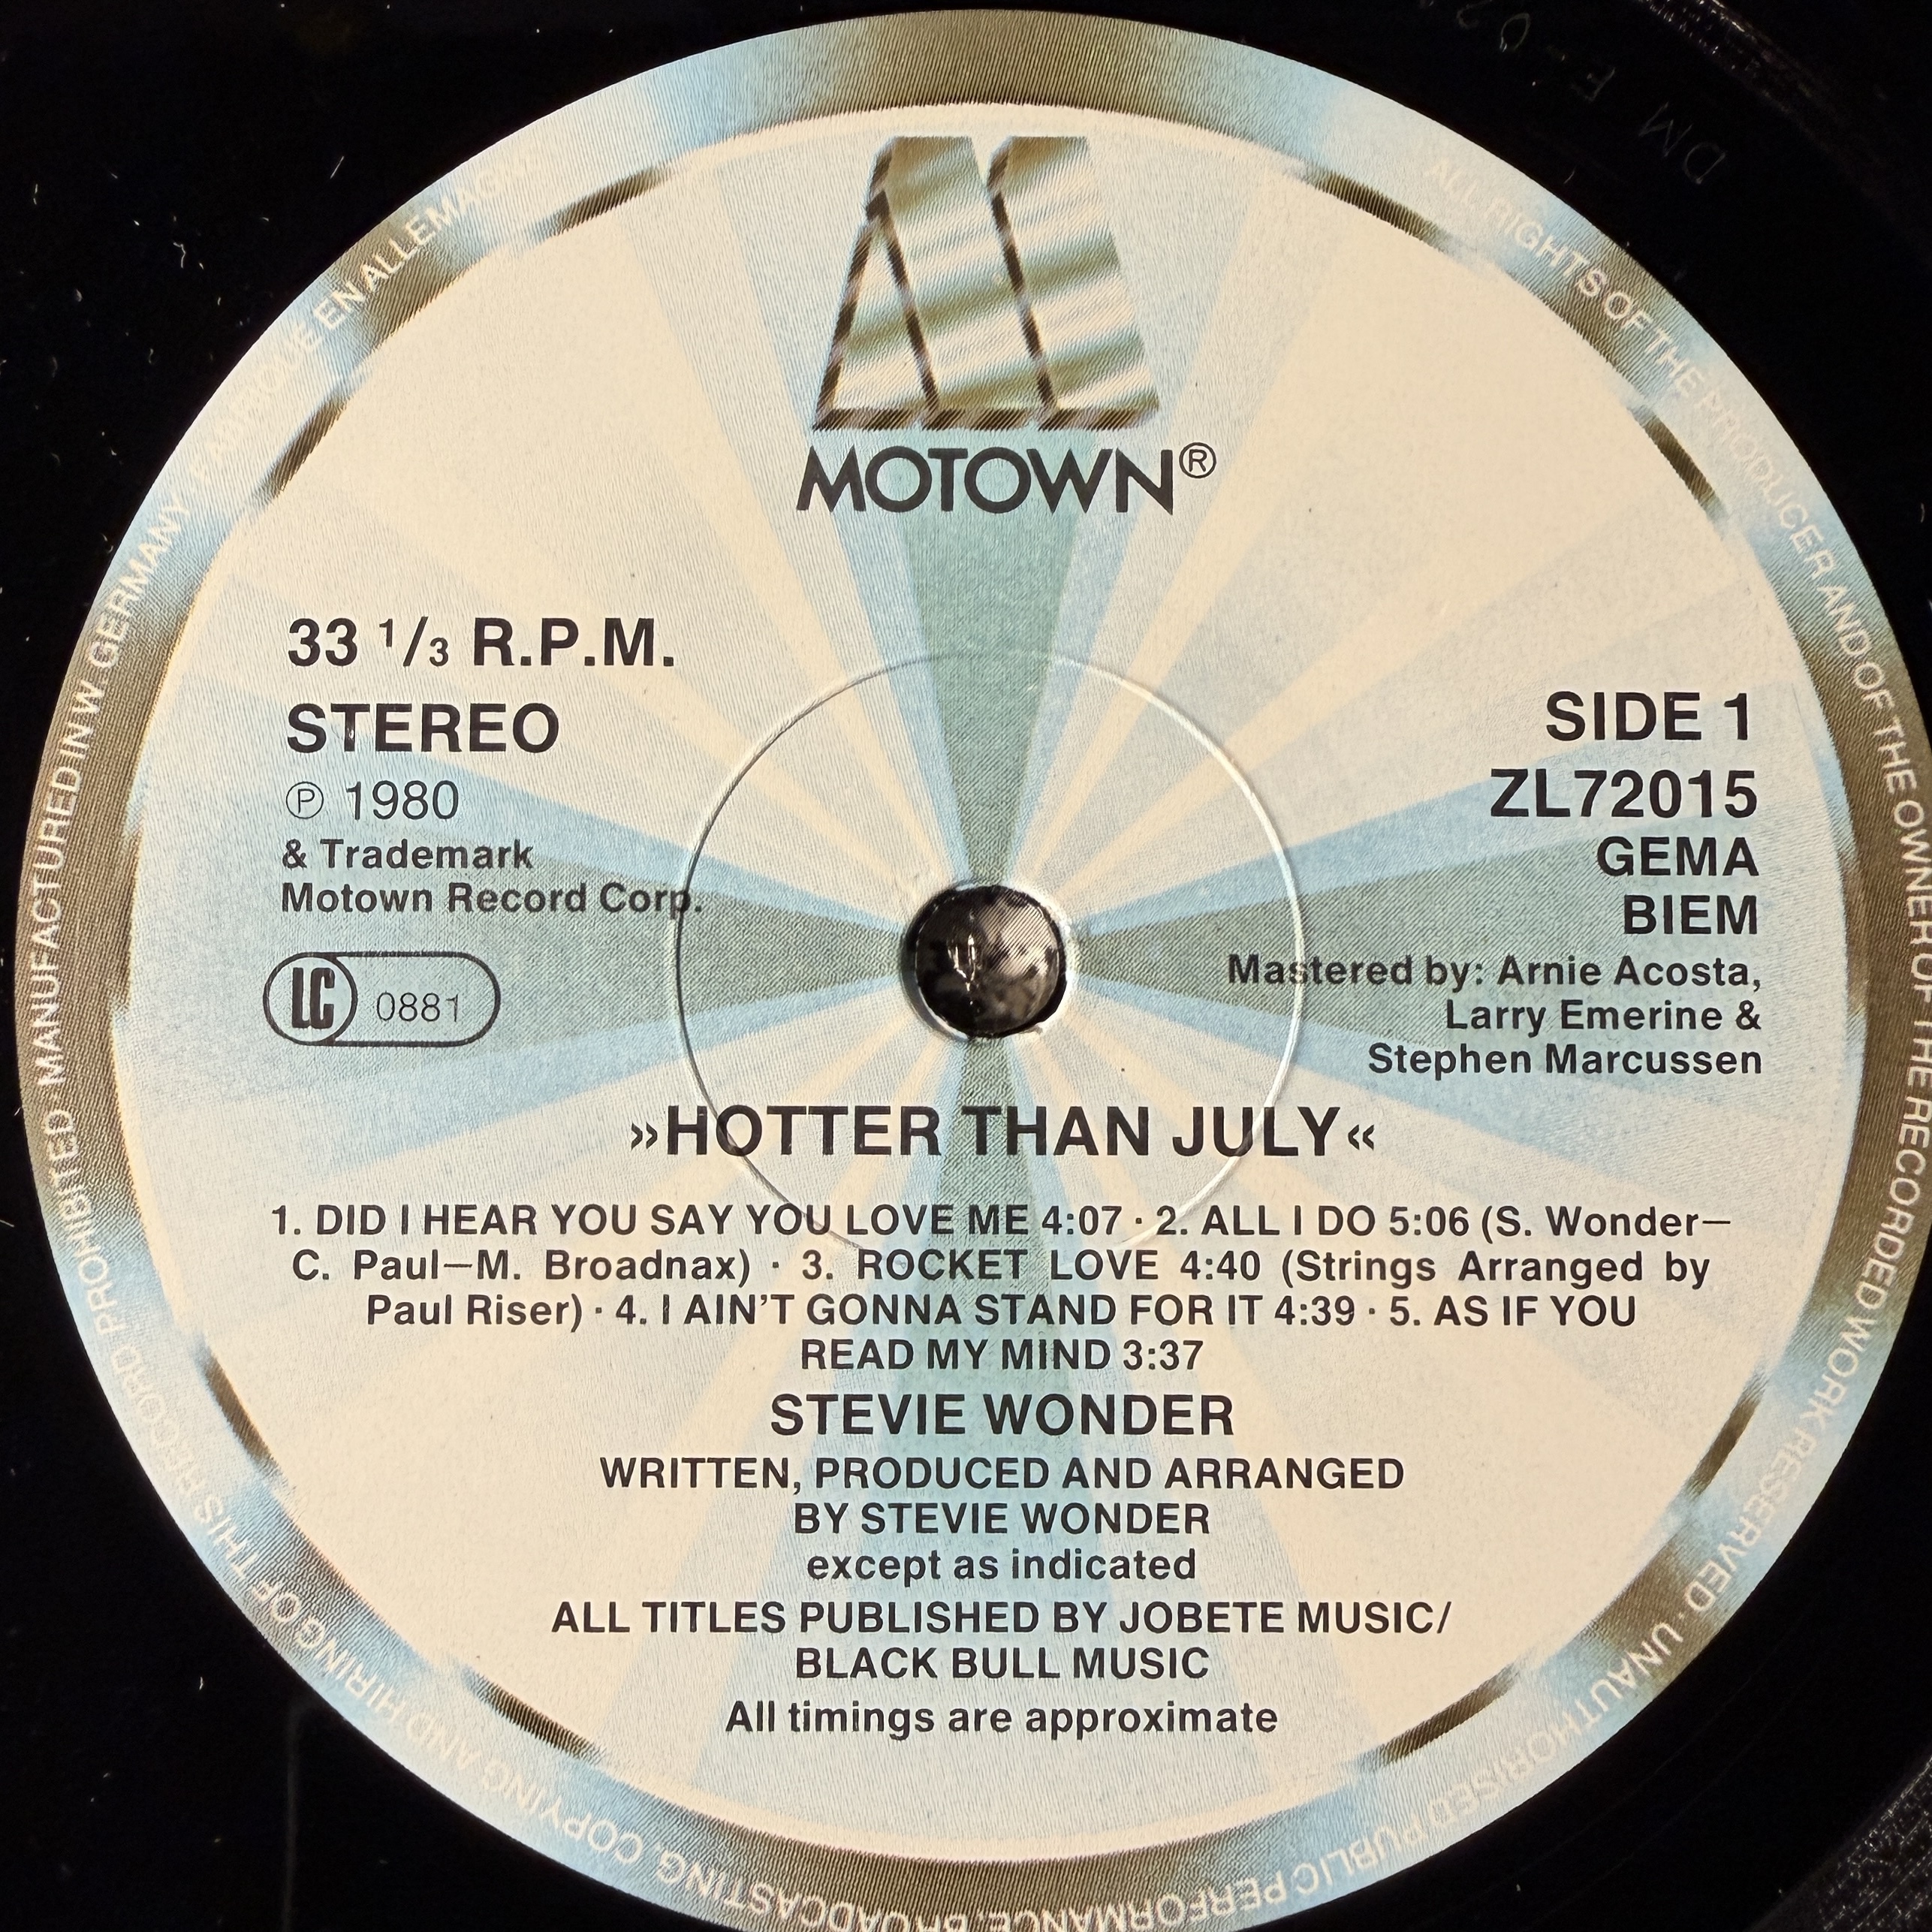 MOTOWN®
33 1/3 R.P.M.
STEREO
℗ 1980
& Trademark
Motown Record Corp.
LC 0881
SIDE 1
ZL72015
GEMA
BIEM
Mastered by: Arnie Acosta,
Larry Emerine &
Stephen Marcussen
»HOTTER THAN JULY«
1. DID I HEAR YOU SAY YOU LOVE ME 4:07 · 2. ALL I DO 5:06 (S. Wonder—
C. Paul—M. Broadnax) · 3. ROCKET LOVE 4:40 (Strings Arranged by
Paul Riser) · 4. I AIN'T GONNA STAND FOR IT 4:39 · 5. AS IF YOU
READ MY MIND 3:37
STEVIE WONDER
WRITTEN, PRODUCED AND ARRANGED
BY STEVIE WONDER
except as indicated
ALL TITLES PUBLISHED BY JOBETE MUSIC/
BLACK BULL MUSIC
All timings are approximate
ALL RIGHTS OF THE PRODUCER AND OF THE OWNER OF THE RECORDED WORK RESERVED · UNAUTHORISED PUBLIC PERFORMANCE, BROADCASTING, COPYING AND HIRING OF THIS RECORD PROHIBITED · MANUFACTURED IN W. GERMANY FABRIQUE EN ALLEMAGNE
DM F